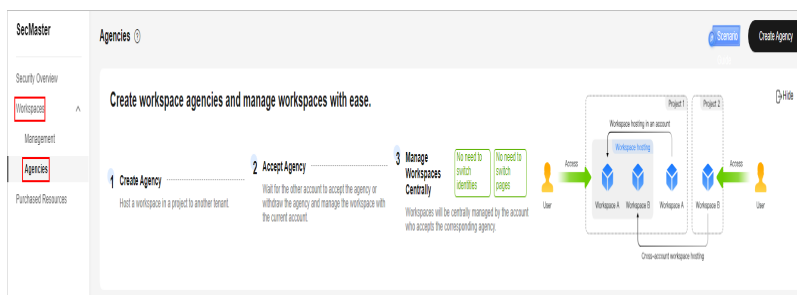 SecMaster
Security Overview
Workspaces
Management
Agencies
Purchased Resources
Agencies
Scenario
Create Agency
Create workspace agencies and manage workspaces with ease.
Hide
1 Create Agency
Host a workspace in a project to another tenant.
2 Accept Agency
Wait for the other account to accept the agency or
withdraw the agency and manage the workspace with
the current account.
3 Manage
Workspaces
Centrally
No need to
switch
identities
No need to
switch
pages
Workspaces will be centrally managed by the account
who accepts the corresponding agency.
Project 1
Project 2
Workspace hosting in an account
Workspace hosting
Access
User
Workspace A
Workspace B
Workspace A
Workspace B
Access
User
Cross-account workspace hosting